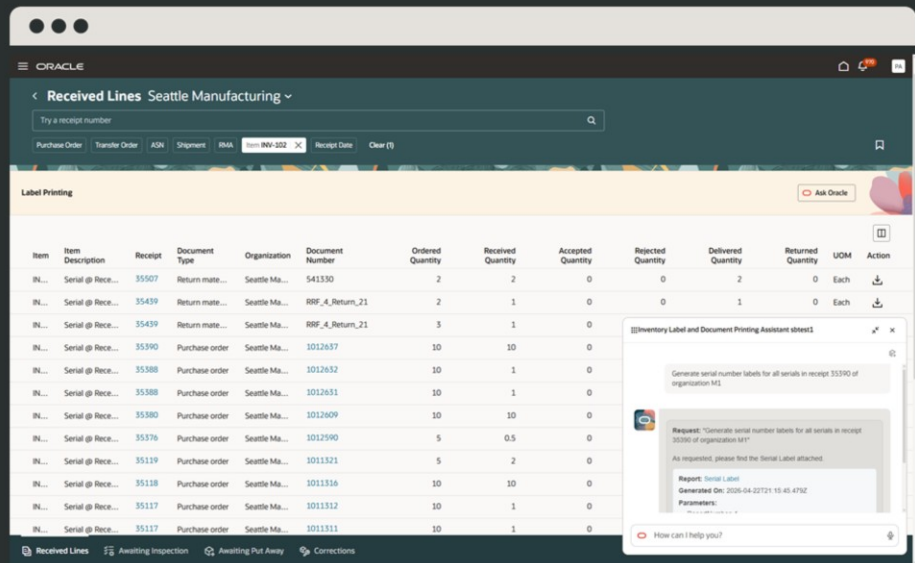 ORACLE
910
PA
Received Lines Seattle Manufacturing
Try a receipt number
Purchase Order Transfer Order ASN Shipment RMA Item INV-102 Receipt Date Clear (1)
Label Printing
Ask Oracle
Item Item Description Receipt Document Type Organization Document Number Ordered Quantity Received Quantity Accepted Quantity Rejected Quantity Delivered Quantity Returned Quantity UOM Action
IN... Serial @ Rece... 35507 Return mate... Seattle Ma... 541330 2 2 0 0 2 0 Each
IN... Serial @ Rece... 35439 Return mate... Seattle Ma... RRF_4_Return_21 2 1 0 0 1 0 Each
IN... Serial @ Rece... 35439 Return mate... Seattle Ma... RRF_4_Return_21 3 1 0
IN... Serial @ Rece... 35390 Purchase order Seattle Ma... 1012637 10 10 0
IN... Serial @ Rece... 35388 Purchase order Seattle Ma... 1012632 10 1 0
IN... Serial @ Rece... 35388 Purchase order Seattle Ma... 1012631 10 1 0
IN... Serial @ Rece... 35380 Purchase order Seattle Ma... 1012609 10 10 0
IN... Serial @ Rece... 35376 Purchase order Seattle Ma... 1012590 5 0.5 0
IN... Serial @ Rece... 35119 Purchase order Seattle Ma... 1011321 5 2 0
IN... Serial @ Rece... 35118 Purchase order Seattle Ma... 1011316 10 10 0
IN... Serial @ Rece... 35117 Purchase order Seattle Ma... 1011312 10 1 0
IN... Serial @ Rece... 35117 Purchase order Seattle Ma... 1011311 10 1 0
Inventory Label and Document Printing Assistant sbtest1
Generate serial number labels for all serials in receipt 35390 of
organization M1
Request: "Generate serial number labels for all serials in receipt
35390 of organization M1"
As requested, please find the Serial Label attached.
Report: Serial Label
Generated On: 2026-04-22T21:15:45.479Z
Parameters:
How can I help you?
Received Lines Awaiting Inspection Awaiting Put Away Corrections